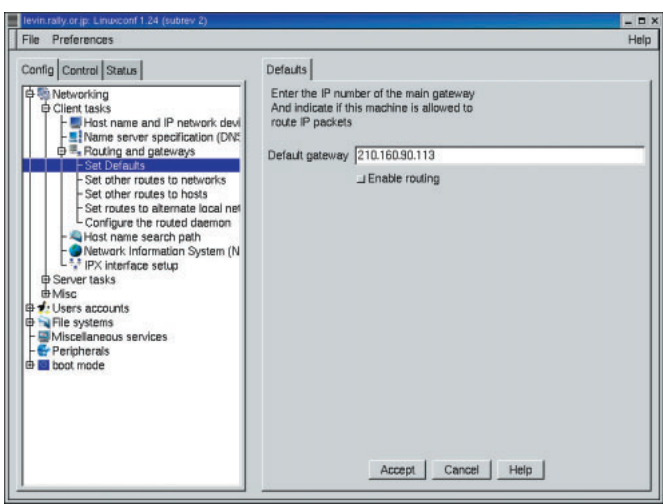 levin.rally.or.jp: Linuxconf 1.24 (subrev 2)
File Preferences Help
Config Control Status
Networking
Client tasks
Host name and IP network devi
Name server specification (DNS
Routing and gateways
Set Defaults
Set other routes to networks
Set other routes to hosts
Set routes to alternate local net
Configure the routed daemon
Host name search path
Network Information System (N
IPX interface setup
Server tasks
Misc
Users accounts
File systems
Miscellaneous services
Peripherals
boot mode
Defaults
Enter the IP number of the main gateway
And indicate if this machine is allowed to
route IP packets
Default gateway 210.160.90.113
Enable routing
Accept Cancel Help